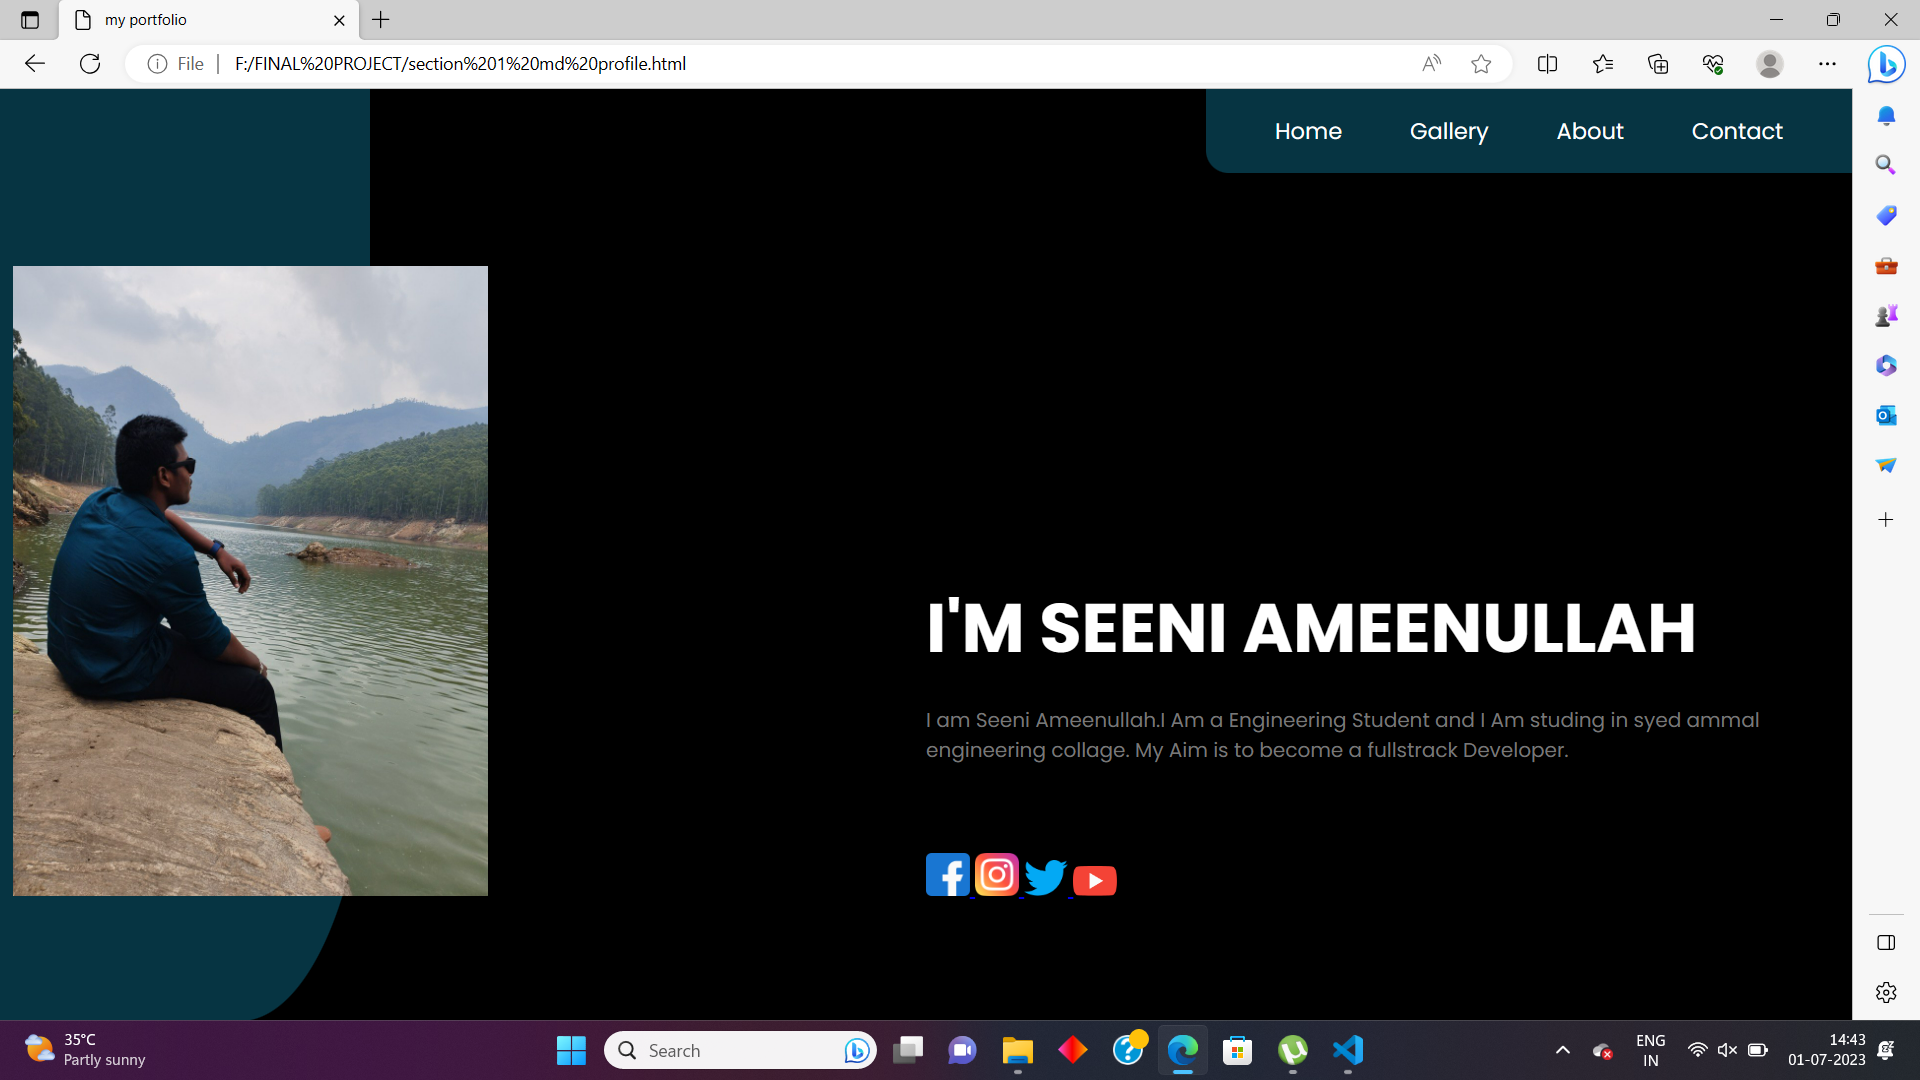 my portfolio
File
F:/FINAL%20PROJECT/section%201%20md%20profile.html
Home Gallery About Contact
I'M SEENI AMEENULLAH
I am Seeni Ameenullah.I Am a Engineering Student and I Am studing in syed ammal
engineering collage. My Aim is to become a fullstrack Developer.
35°C
Partly sunny
Search
ENG
IN
14:43
01-07-2023